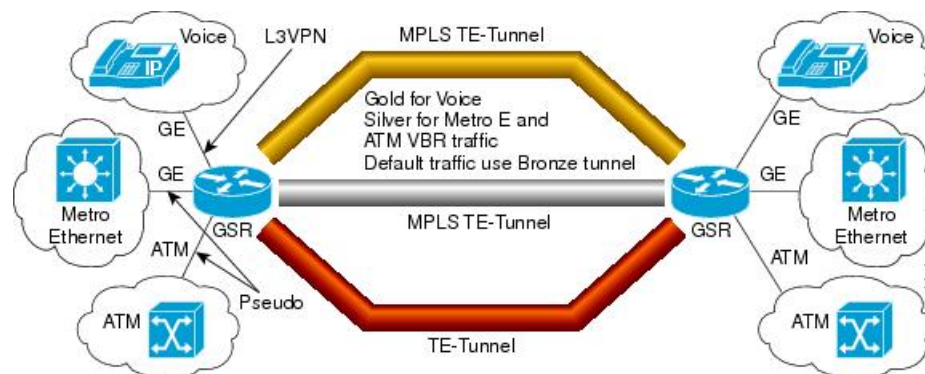 Voice
L3VPN
MPLS TE-Tunnel
Voice
IP
IP
Gold for Voice
Silver for Metro E and
ATM VBR traffic
Default traffic use Bronze tunnel
GE
GE
GE
GE
Metro
Ethernet
GSR
MPLS TE-Tunnel
GSR
Metro
Ethernet
ATM
ATM
Pseudo
ATM
ATM
TE-Tunnel